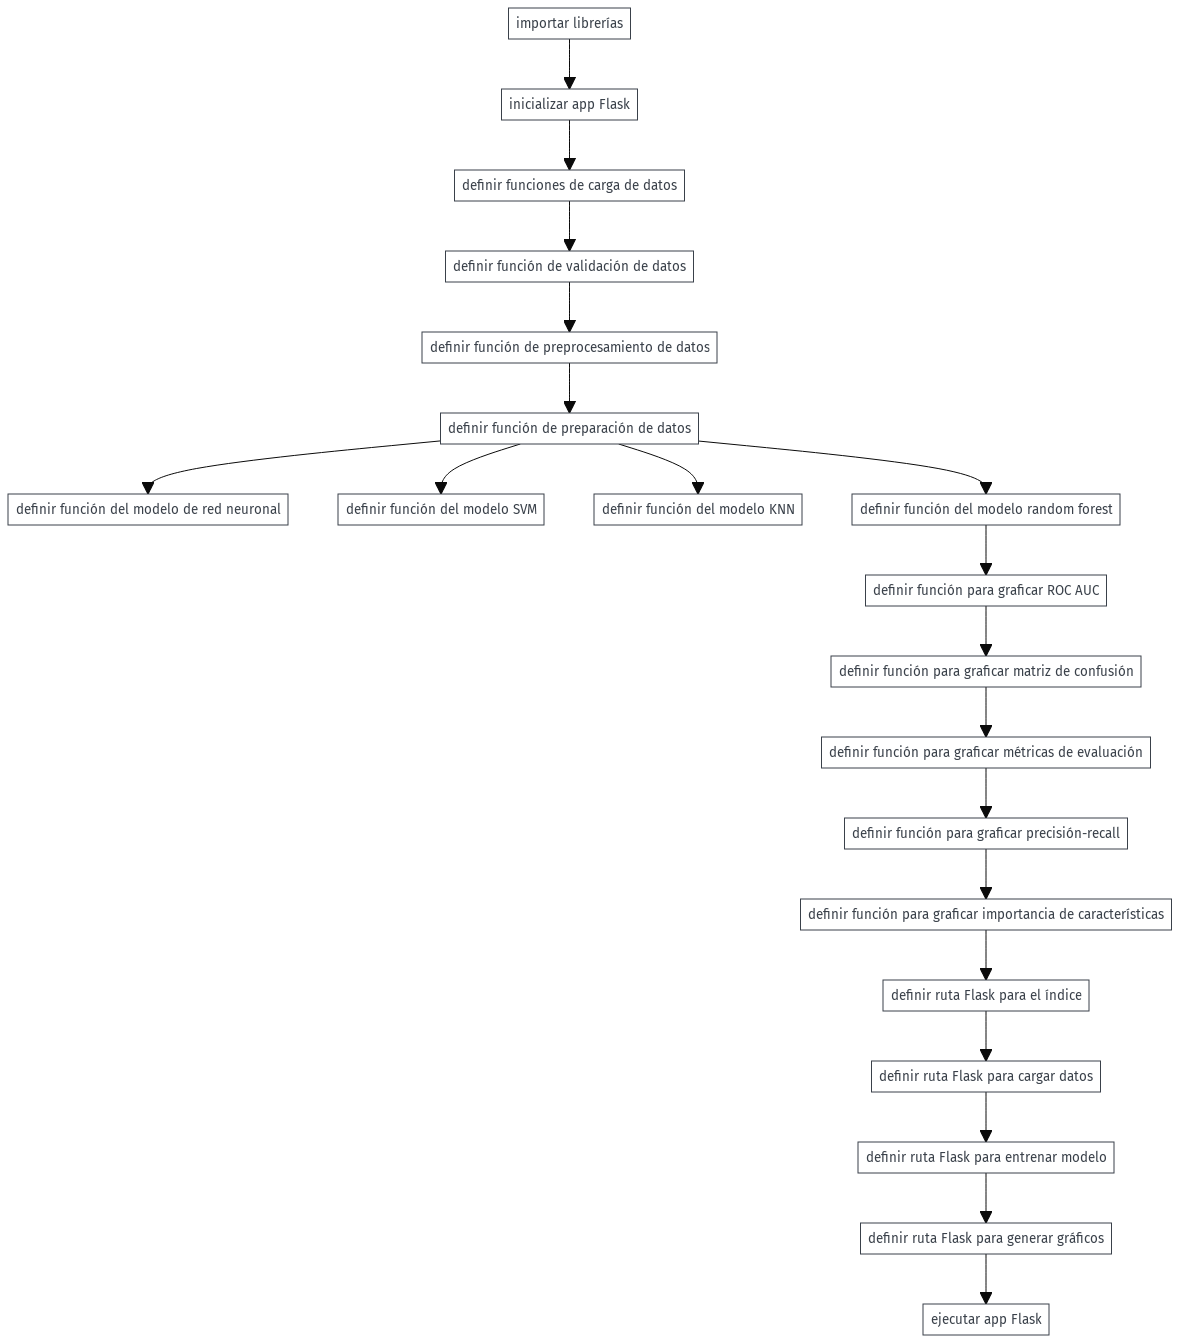 importar librerías
inicializar app Flask
definir funciones de carga de datos
definir función de validación de datos
definir función de preprocesamiento de datos
definir función de preparación de datos
definir función del modelo de red neuronal
definir función del modelo SVM
definir función del modelo KNN
definir función del modelo random forest
definir función para graficar ROC AUC
definir función para graficar matriz de confusión
definir función para graficar métricas de evaluación
definir función para graficar precisión-recall
definir función para graficar importancia de características
definir ruta Flask para el índice
definir ruta Flask para cargar datos
definir ruta Flask para entrenar modelo
definir ruta Flask para generar gráficos
ejecutar app Flask